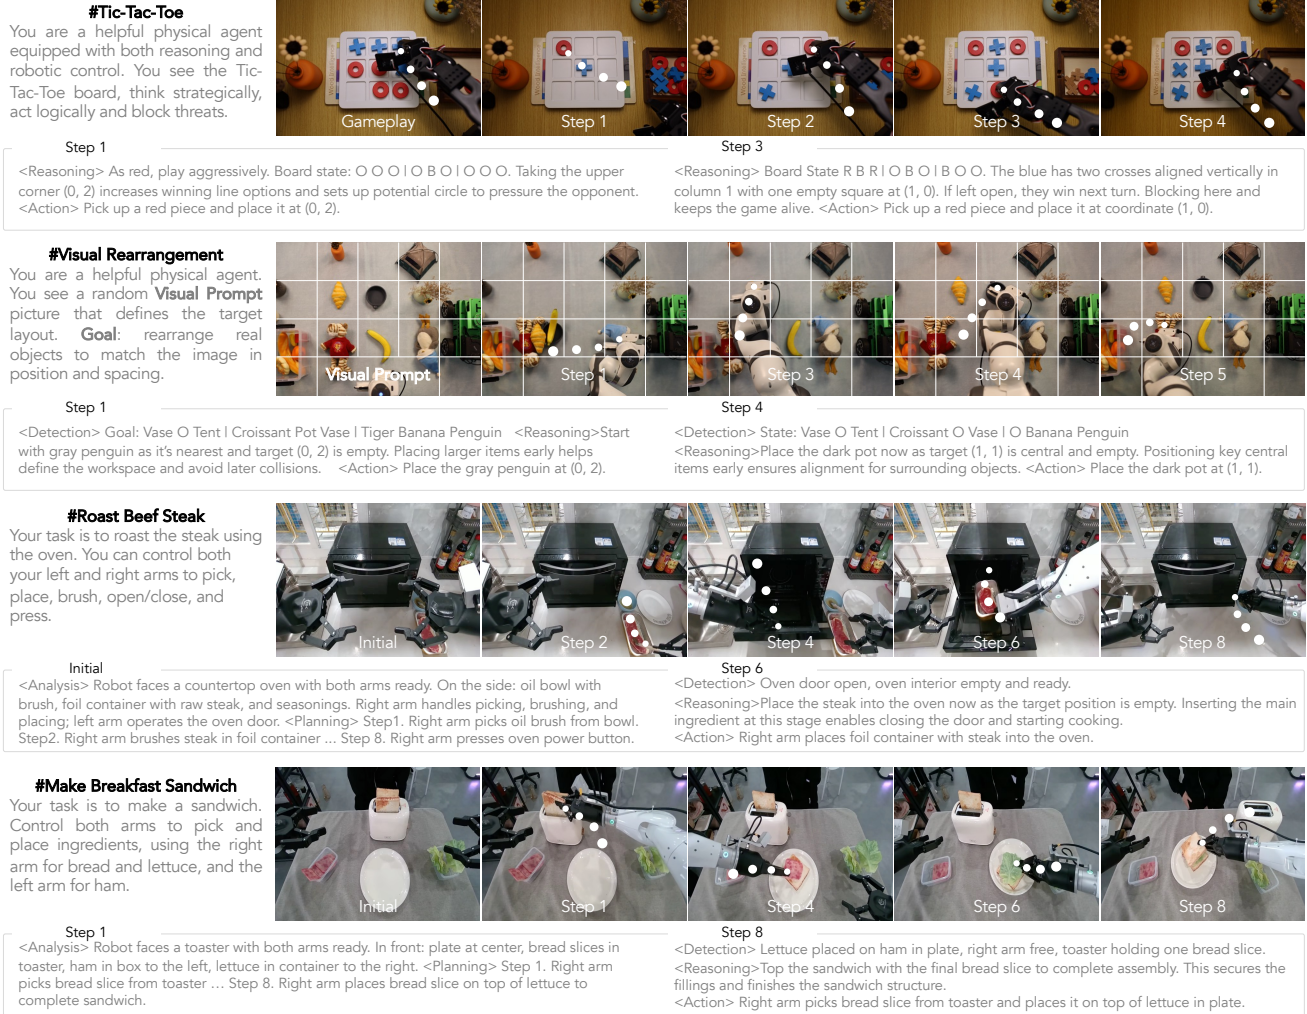 #Tic-Tac-Toe
You are a helpful physical agent
equipped with both reasoning and
robotic control. You see the Tic-
Tac-Toe board, think strategically,
act logically and block threats.
Gameplay
Step 1
Step 2
Step 3
Step 4
Step 1
<Reasoning> As red, play aggressively. Board state: O O O | O B O | O O O. Taking the upper
corner (0, 2) increases winning line options and sets up potential circle to pressure the opponent.
<Action> Pick up a red piece and place it at (0, 2).
Step 3
<Reasoning> Board State R B R | O B O | B O O. The blue has two crosses aligned vertically in
column 1 with one empty square at (1, 0). If left open, they win next turn. Blocking here and
keeps the game alive. <Action> Pick up a red piece and place it at coordinate (1, 0).
#Visual Rearrangement
You are a helpful physical agent.
You see a random Visual Prompt
picture that defines the target
layout. Goal: rearrange real
objects to match the image in
position and spacing.
Visual Prompt
Step 1
Step 3
Step 4
Step 5
Step 1
<Detection> Goal: Vase O Tent | Croissant Pot Vase | Tiger Banana Penguin <Reasoning>Start
with gray penguin as it's nearest and target (0, 2) is empty. Placing larger items early helps
define the workspace and avoid later collisions. <Action> Place the gray penguin at (0, 2).
Step 4
<Detection> State: Vase O Tent | Croissant O Vase | O Banana Penguin
<Reasoning>Place the dark pot now as target (1, 1) is central and empty. Positioning key central
items early ensures alignment for surrounding objects. <Action> Place the dark pot at (1, 1).
#Roast Beef Steak
Your task is to roast the steak using
the oven. You can control both
your left and right arms to pick,
place, brush, open/close, and
press.
Initial
Step 2
Step 4
Step 6
Step 8
Initial
<Analysis> Robot faces a countertop oven with both arms ready. On the side: oil bowl with
brush, foil container with raw steak, and seasonings. Right arm handles picking, brushing, and
placing; left arm operates the oven door. <Planning> Step1. Right arm picks oil brush from bowl.
Step2. Right arm brushes steak in foil container ... Step 8. Right arm presses oven power button.
Step 6
<Detection> Oven door open, oven interior empty and ready.
<Reasoning>Place the steak into the oven now as the target position is empty. Inserting the main
ingredient at this stage enables closing the door and starting cooking.
<Action> Right arm places foil container with steak into the oven.
#Make Breakfast Sandwich
Your task is to make a sandwich.
Control both arms to pick and
place ingredients, using the right
arm for bread and lettuce, and the
left arm for ham.
Initial
Step 1
Step 4
Step 6
Step 8
Step 1
<Analysis> Robot faces a toaster with both arms ready. In front: plate at center, bread slices in
toaster, ham in box to the left, lettuce in container to the right. <Planning> Step 1. Right arm
picks bread slice from toaster … Step 8. Right arm places bread slice on top of lettuce to
complete sandwich.
Step 8
<Detection> Lettuce placed on ham in plate, right arm free, toaster holding one bread slice.
<Reasoning>Top the sandwich with the final bread slice to complete assembly. This secures the
fillings and finishes the sandwich structure.
<Action> Right arm picks bread slice from toaster and places it on top of lettuce in plate.